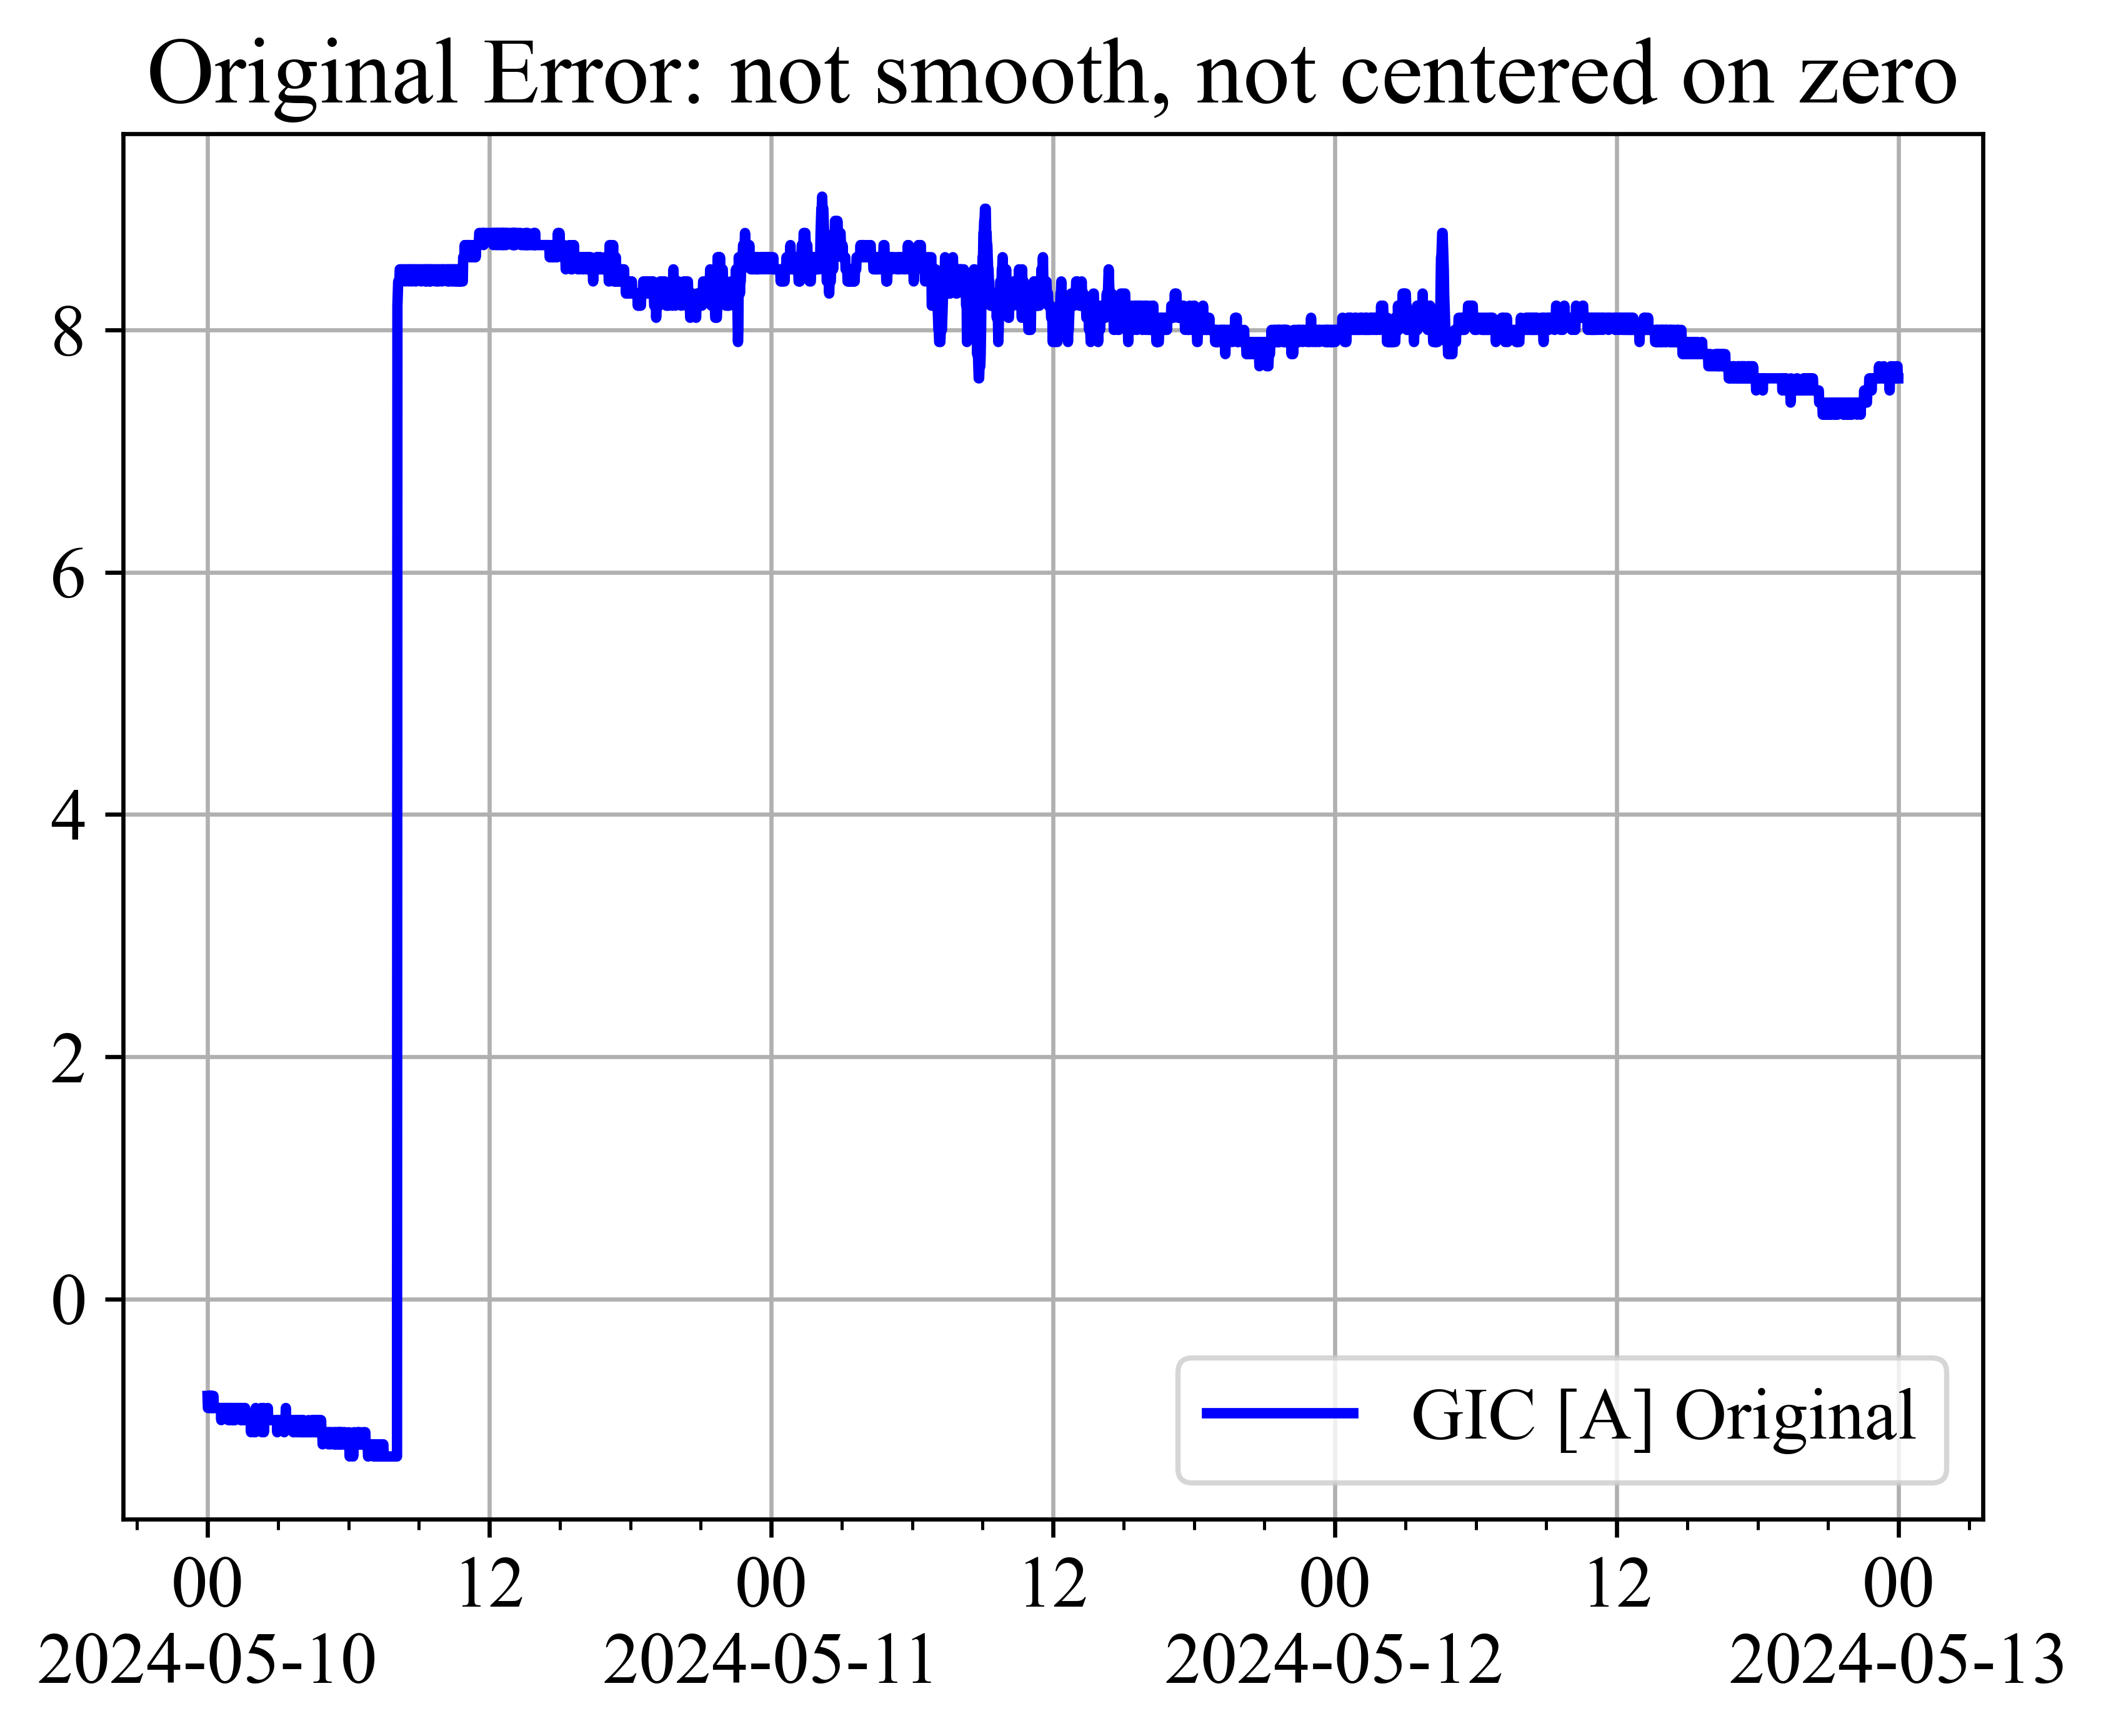 Original Error: not smooth, not centered on zero
8
6
4
2
0
GIC [A] Original
00 12 00 12 00 12 00
2024-05-10 2024-05-11 2024-05-12 2024-05-13